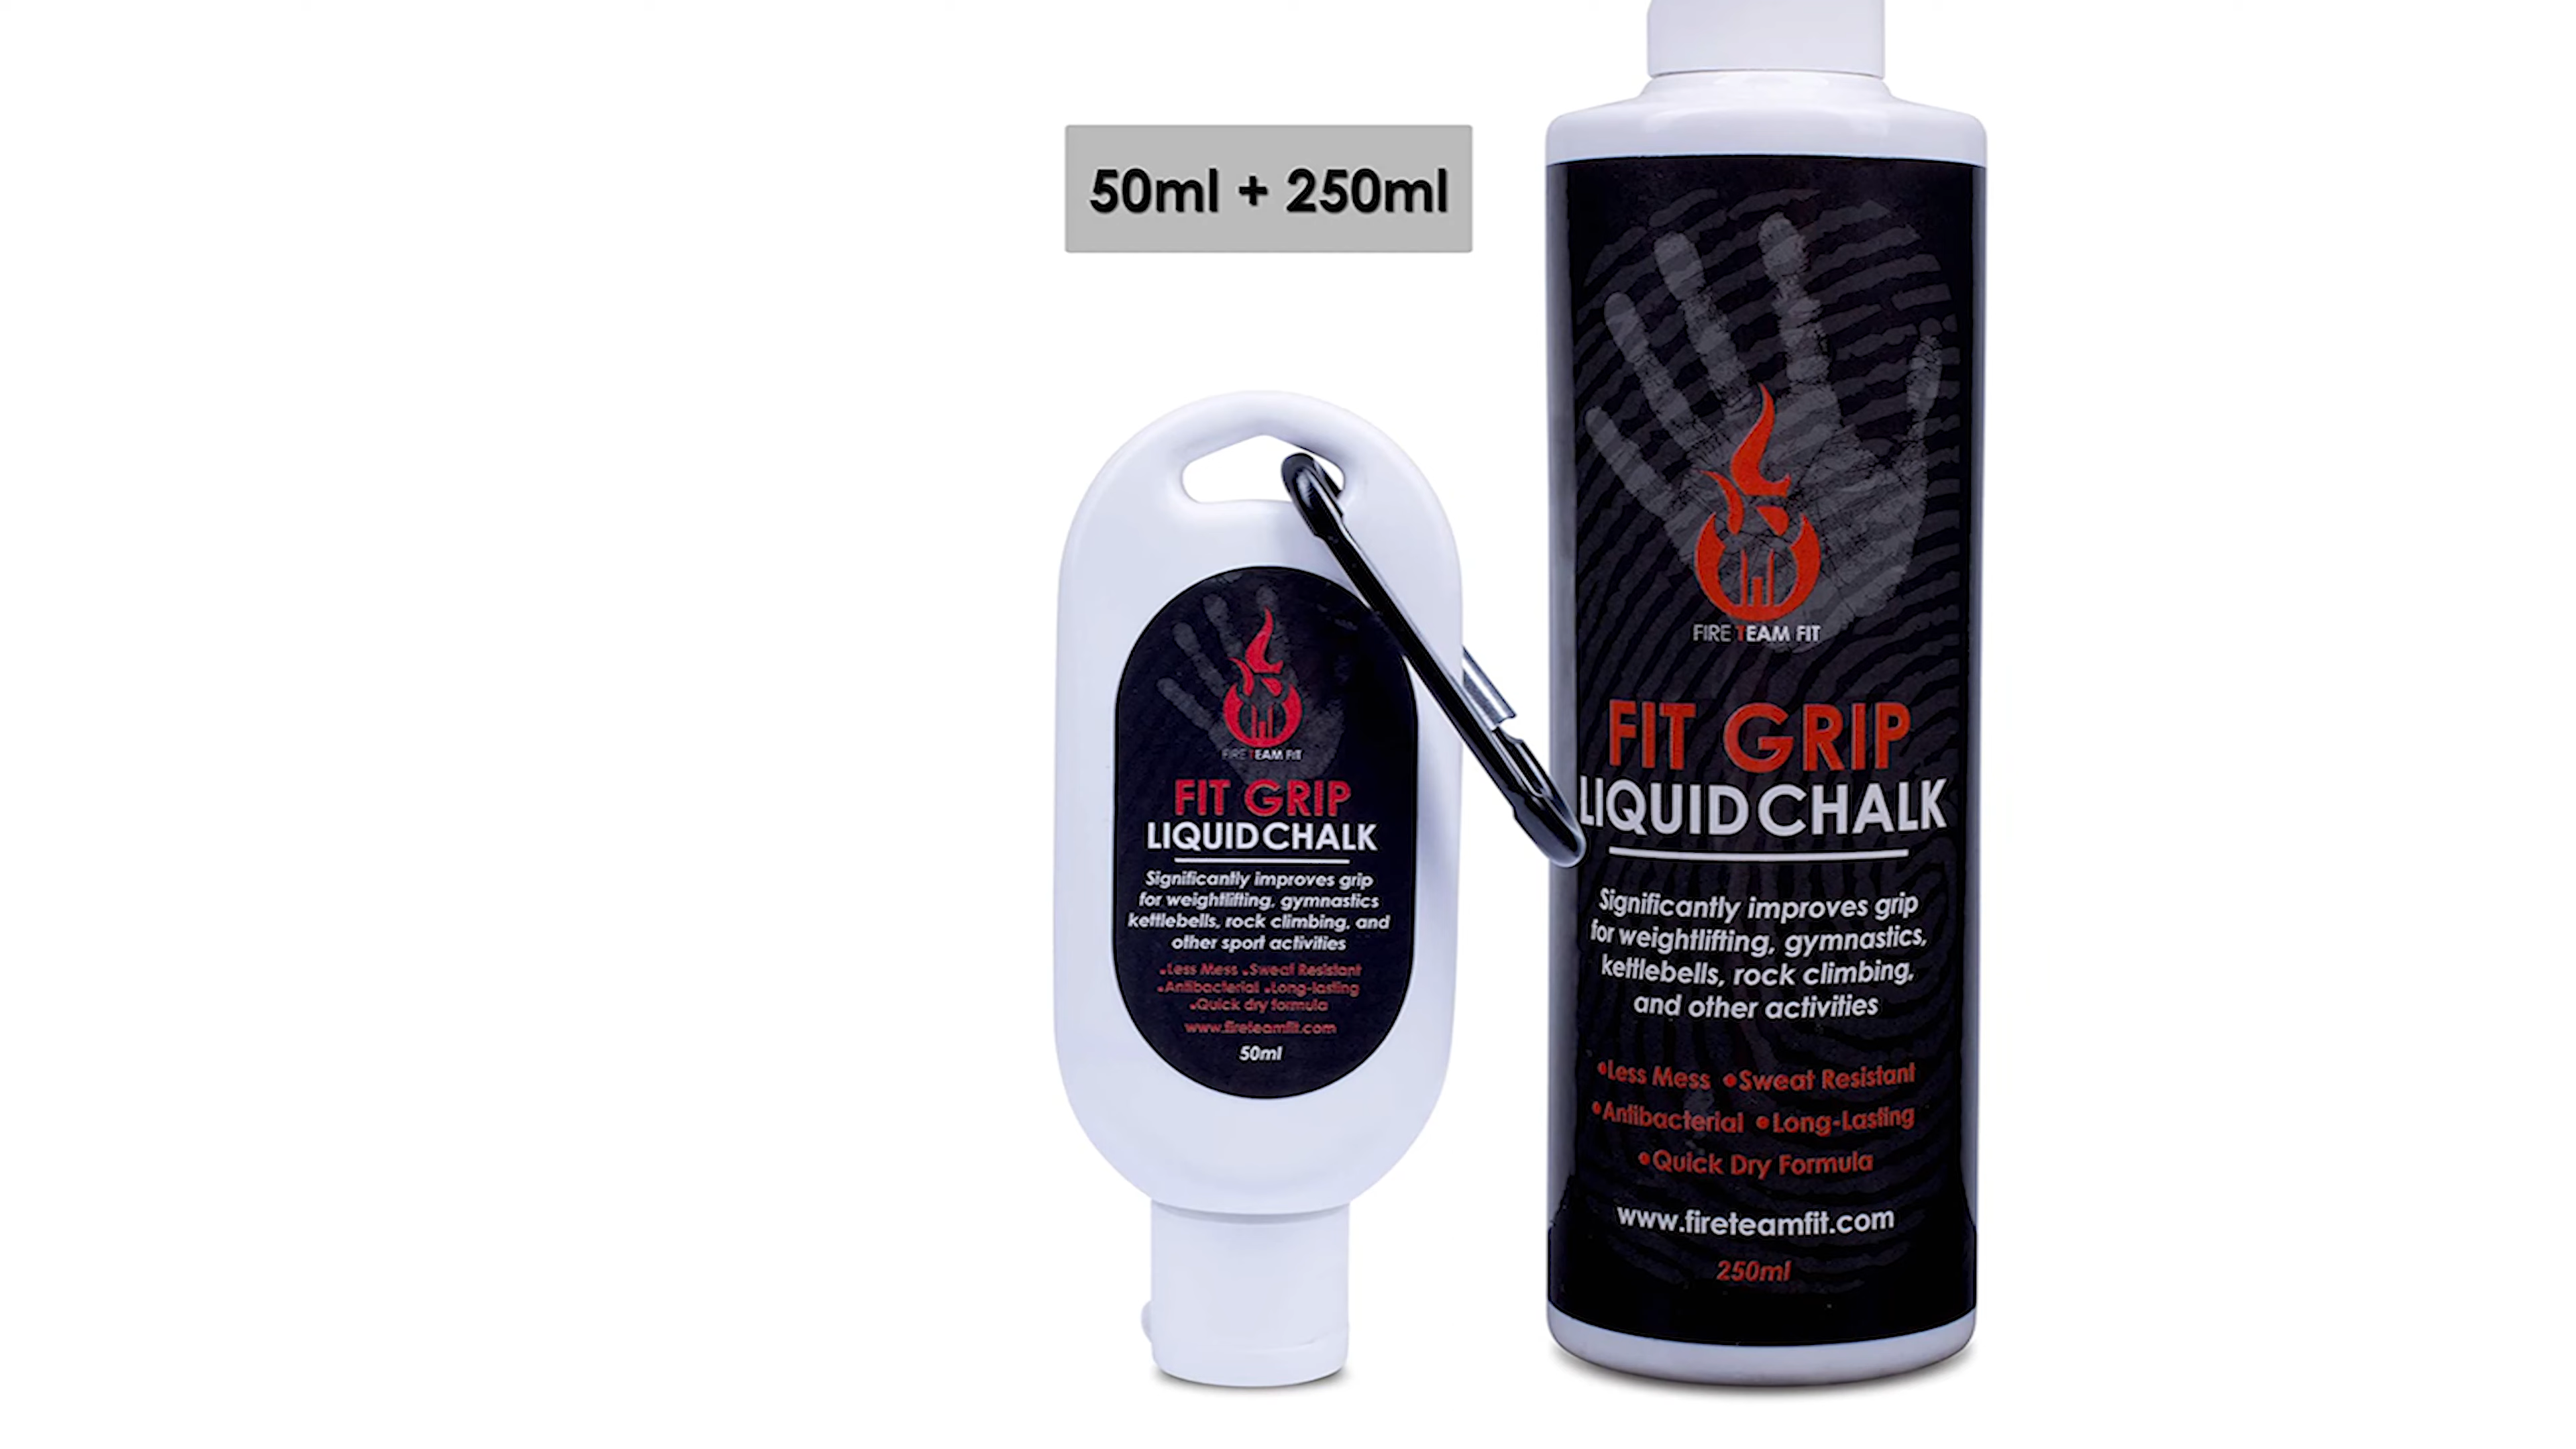 50ml + 250ml
FIRE TEAM FIT
FIT GRIP
LIQUID CHALK
Significantly improves grip
for weightlifting, gymnastics
kettlebells, rock climbing, and
other sport activities
•Less Mess •Sweat Resistant
•Antibacterial •Long-lasting
•Quick dry formula
www.fireteamfit.com
50ml
FIRE TEAM FIT
FIT GRIP
LIQUID CHALK
Significantly improves grip
for weightlifting, gymnastics,
kettlebells, rock climbing,
and other activities
•Less Mess •Sweat Resistant
•Antibacterial •Long-Lasting
•Quick Dry Formula
www.fireteamfit.com
250ml